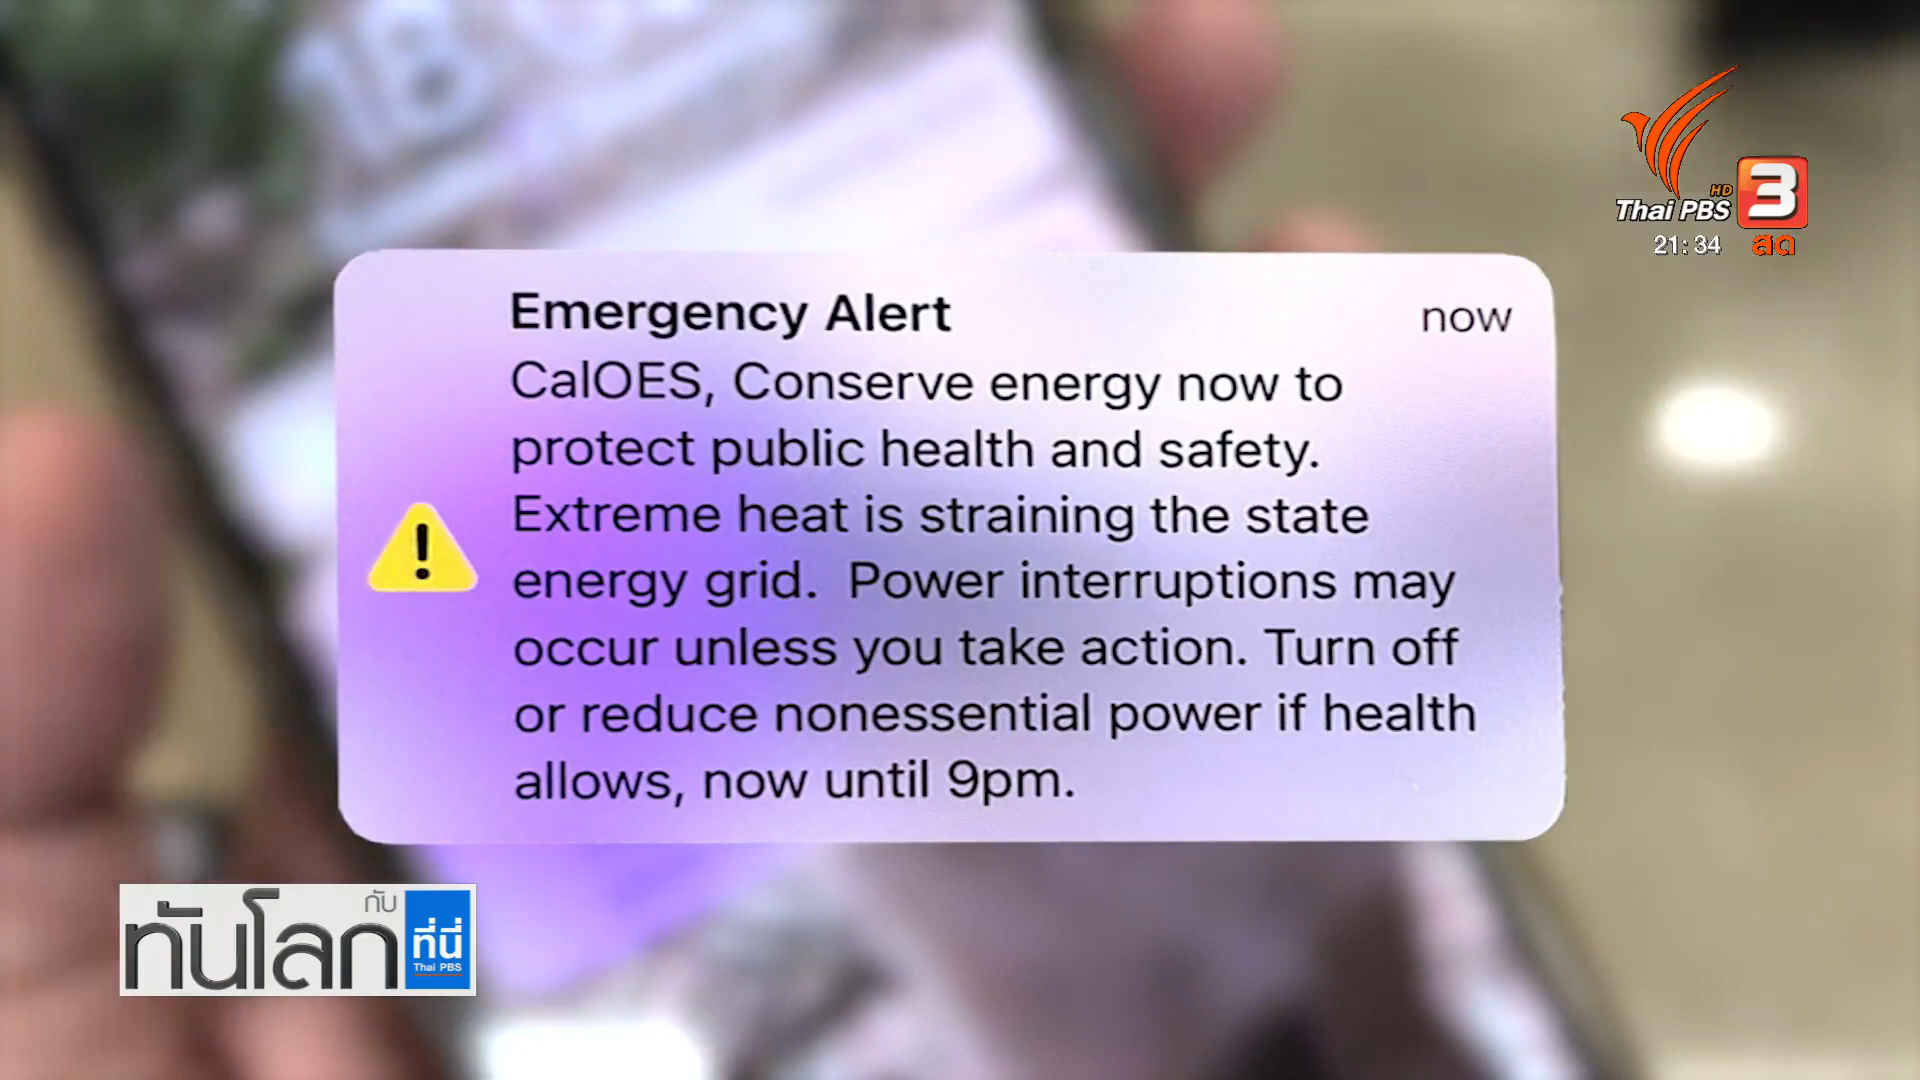 Thai PBS HD 3
21:34 สด
Emergency Alert now
CalOES, Conserve energy now to
protect public health and safety.
Extreme heat is straining the state
energy grid.  Power interruptions may
occur unless you take action. Turn off
or reduce nonessential power if health
allows, now until 9pm.
ทันโลก กับ ที่นี่
Thai PBS